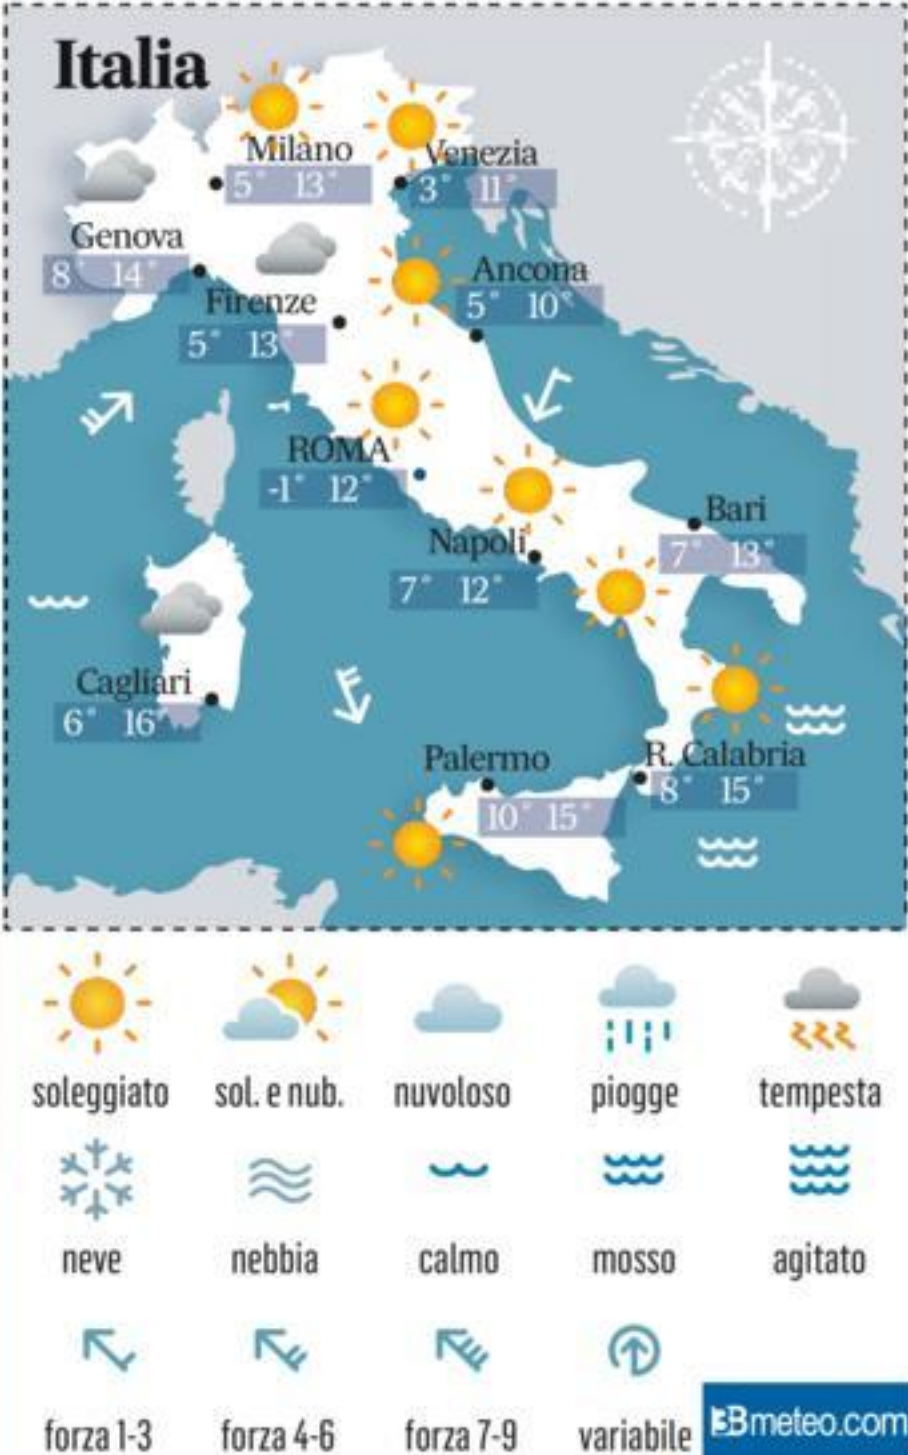 Italia
Milano
5° 13°
Venezia
3° 11°
Genova
8° 14°
Ancona
5° 10°
Firenze
5° 13°
ROMA
-1° 12°
Bari
7° 13°
Napoli
7° 12°
Cagliari
6° 16°
Palermo
10° 15°
R. Calabria
8° 15°
soleggiato sol. e nub. nuvoloso piogge tempesta
neve nebbia calmo mosso agitato
forza 1-3 forza 4-6 forza 7-9 variabile
3Bmeteo.com